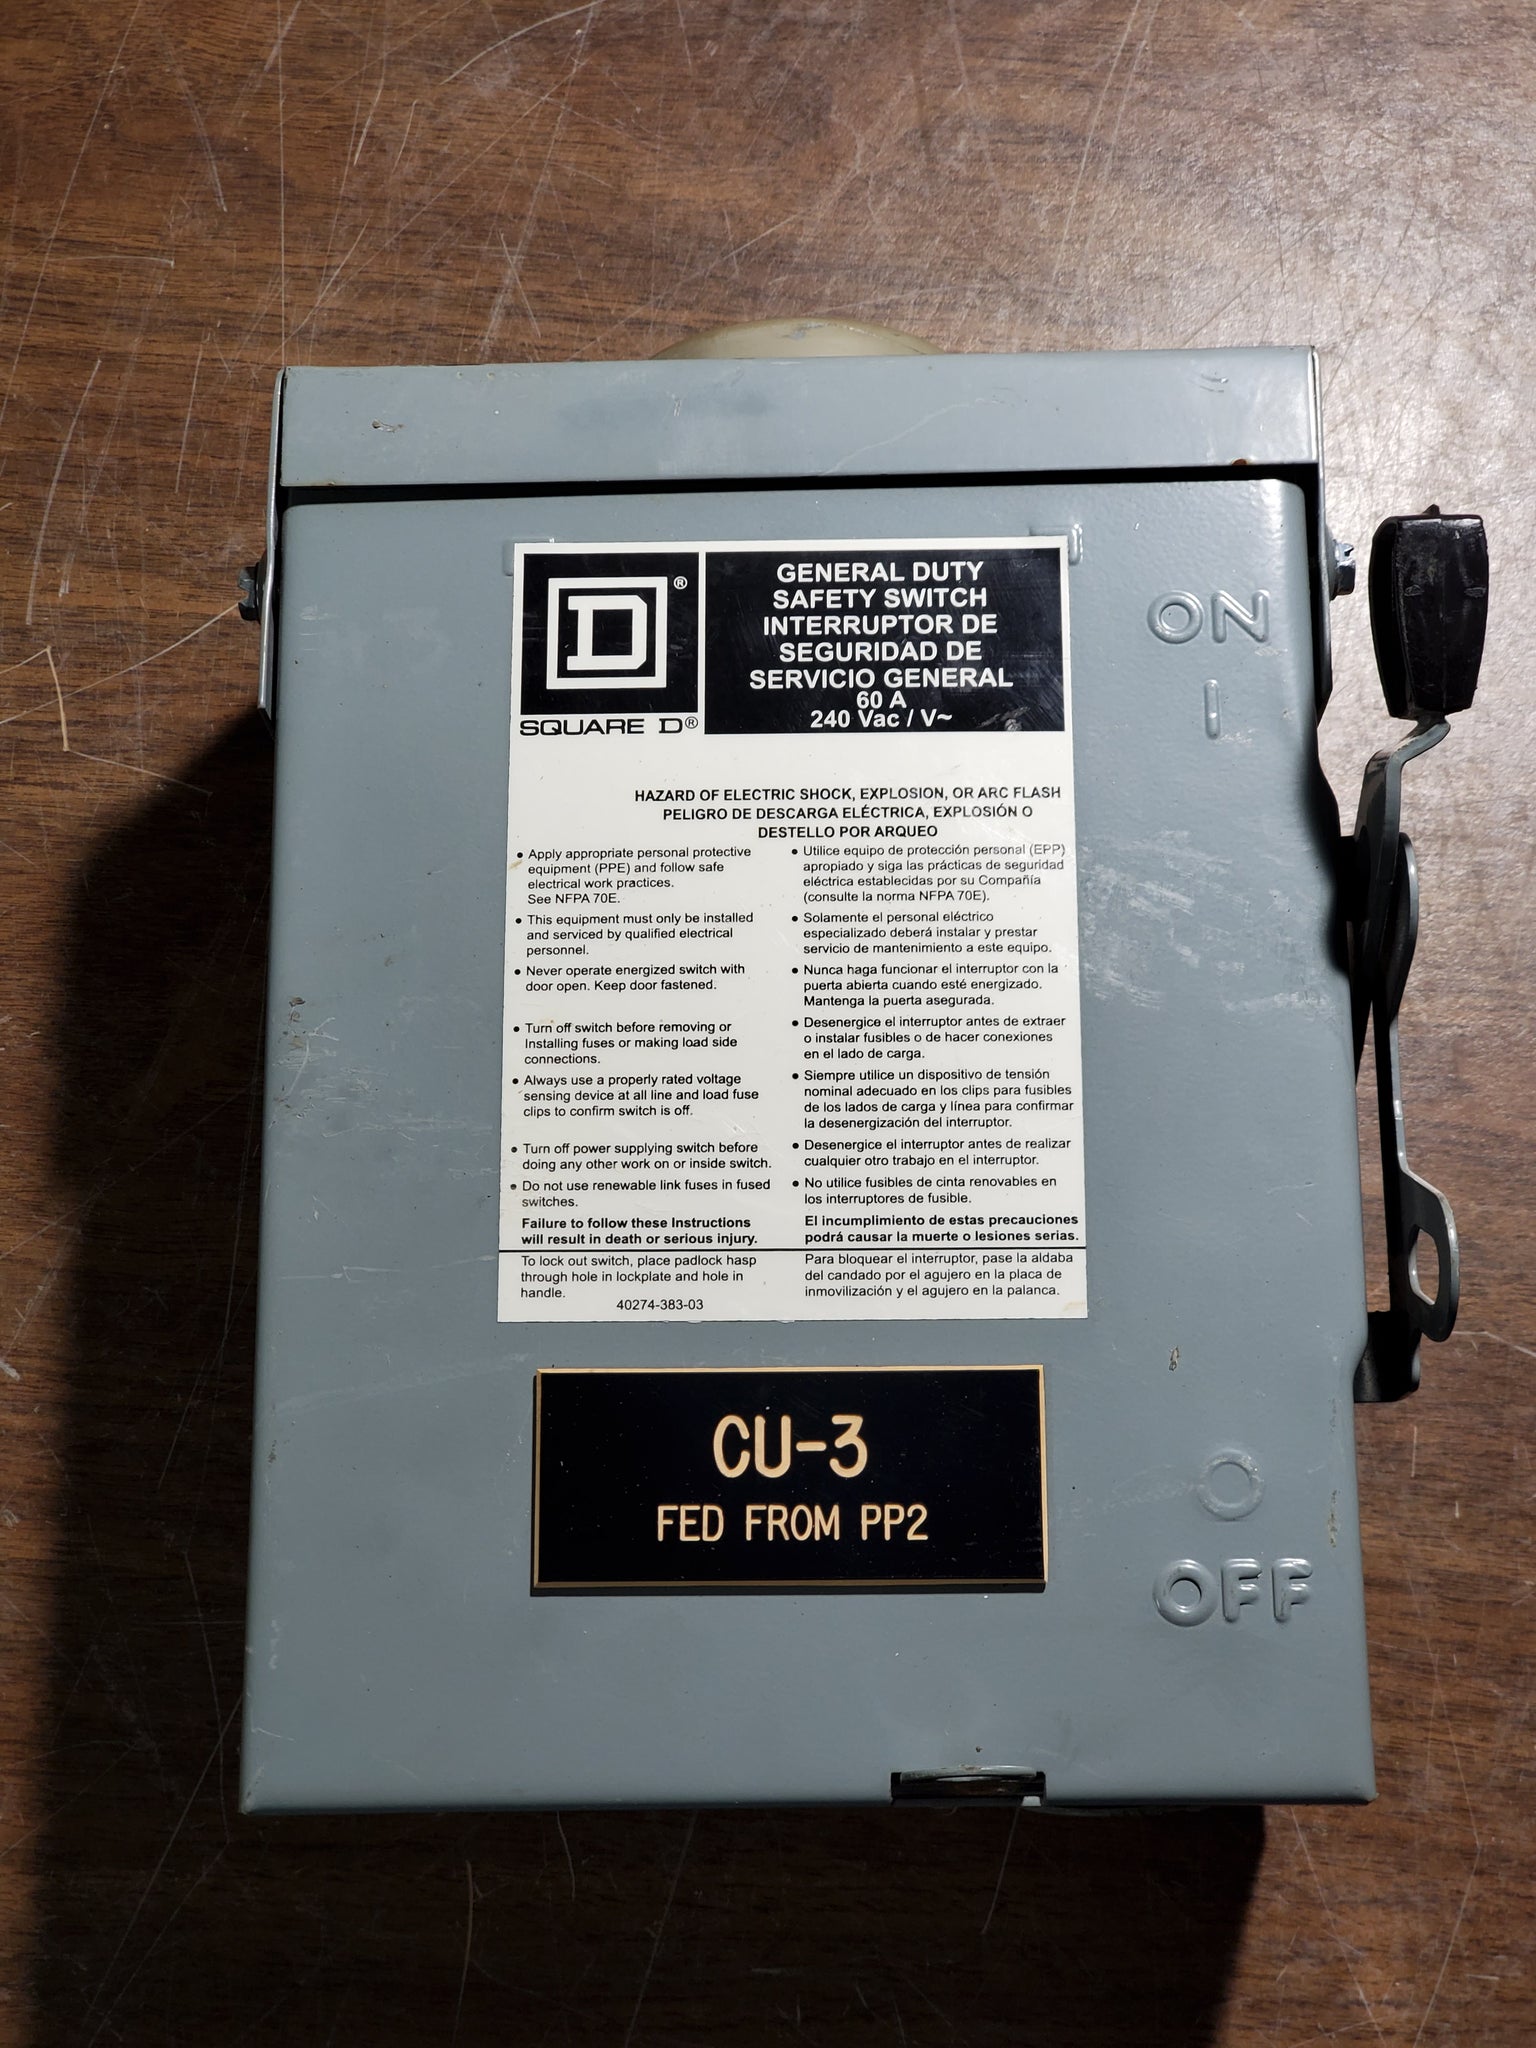 D®
SQUARE D®
GENERAL DUTY
SAFETY SWITCH
INTERRUPTOR DE
SEGURIDAD DE
SERVICIO GENERAL
60 A
240 Vac / V~
HAZARD OF ELECTRIC SHOCK, EXPLOSION, OR ARC FLASH
PELIGRO DE DESCARGA ELÉCTRICA, EXPLOSIÓN O
DESTELLO POR ARQUEO
• Apply appropriate personal protective
equipment (PPE) and follow safe
electrical work practices.
See NFPA 70E.
• This equipment must only be installed
and serviced by qualified electrical
personnel.
• Never operate energized switch with
door open. Keep door fastened.
• Turn off switch before removing or
Installing fuses or making load side
connections.
• Always use a properly rated voltage
sensing device at all line and load fuse
clips to confirm switch is off.
• Turn off power supplying switch before
doing any other work on or inside switch.
• Do not use renewable link fuses in fused
switches.
Failure to follow these Instructions
will result in death or serious injury.
• Utilice equipo de protección personal (EPP)
apropiado y siga las prácticas de seguridad
eléctrica establecidas por su Compañía
(consulte la norma NFPA 70E).
• Solamente el personal eléctrico
especializado deberá instalar y prestar
servicio de mantenimiento a este equipo.
• Nunca haga funcionar el interruptor con la
puerta abierta cuando esté energizado.
Mantenga la puerta asegurada.
• Desenergice el interruptor antes de extraer
o instalar fusibles o de hacer conexiones
en el lado de carga.
• Siempre utilice un dispositivo de tensión
nominal adecuado en los clips para fusibles
de los lados de carga y línea para confirmar
la desenergización del interruptor.
• Desenergice el interruptor antes de realizar
cualquier otro trabajo en el interruptor.
• No utilice fusibles de cinta renovables en
los interruptores de fusible.
El incumplimiento de estas precauciones
podrá causar la muerte o lesiones serias.
To lock out switch, place padlock hasp
through hole in lockplate and hole in
handle.
40274-383-03
Para bloquear el interruptor, pase la aldaba
del candado por el agujero en la placa de
inmovilización y el agujero en la palanca.
ON
I
CU-3
FED FROM PP2
O
OFF